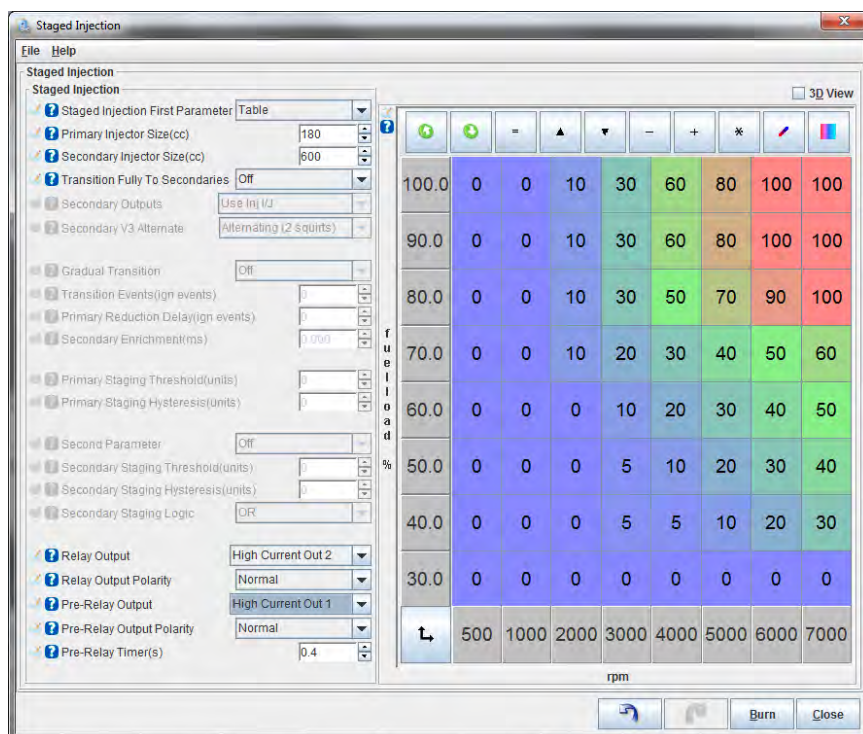 Staged Injection
File Help
Staged Injection
Staged Injection
Staged Injection First Parameter Table
Primary Injector Size(cc) 180
Secondary Injector Size(cc) 600
Transition Fully To Secondaries Off
Secondary Outputs Use Inj I/J
Secondary V3 Alternate Alternating (2 squirts)
Gradual Transition Off
Transition Events(ign events) 0
Primary Reduction Delay(ign events) 0
Secondary Enrichment(ms) 0.000
Primary Staging Threshold(units) 0
Primary Staging Hysteresis(units) 0
Second Parameter Off
Secondary Staging Threshold(units) 0
Secondary Staging Hysteresis(units) 0
Secondary Staging Logic OR
Relay Output High Current Out 2
Relay Output Polarity Normal
Pre-Relay Output High Current Out 1
Pre-Relay Output Polarity Normal
Pre-Relay Timer(s) 0.4
3D View
= - + *
fuelload %
100.0 0 0 10 30 60 80 100 100
90.0 0 0 10 30 60 80 100 100
80.0 0 0 10 30 50 70 90 100
70.0 0 0 10 20 30 40 50 60
60.0 0 0 0 10 20 30 40 50
50.0 0 0 0 5 10 20 30 40
40.0 0 0 0 5 5 10 20 30
30.0 0 0 0 0 0 0 0 0
500 1000 2000 3000 4000 5000 6000 7000
rpm
Burn Close